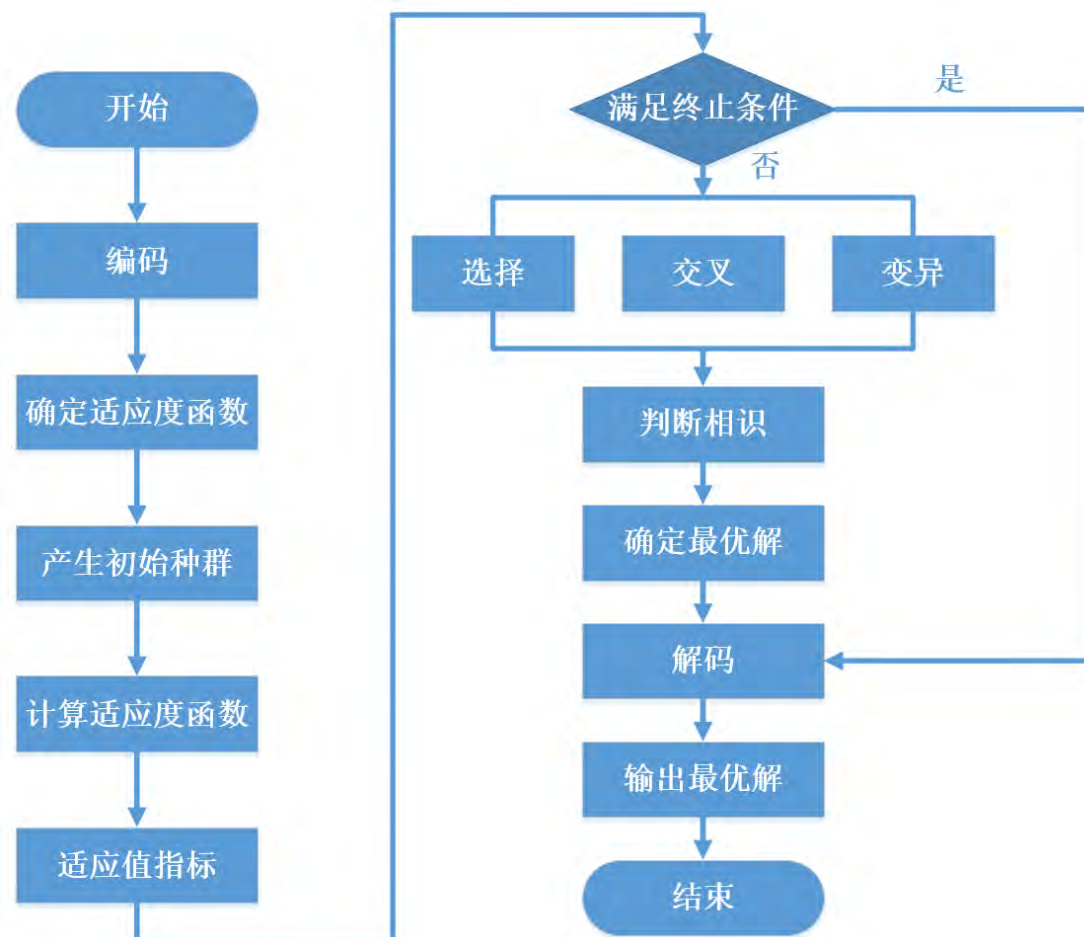 开始
编码
确定适应度函数
产生初始种群
计算适应度函数
适应值指标
满足终止条件
是
否
选择
交叉
变异
判断相识
确定最优解
解码
输出最优解
结束